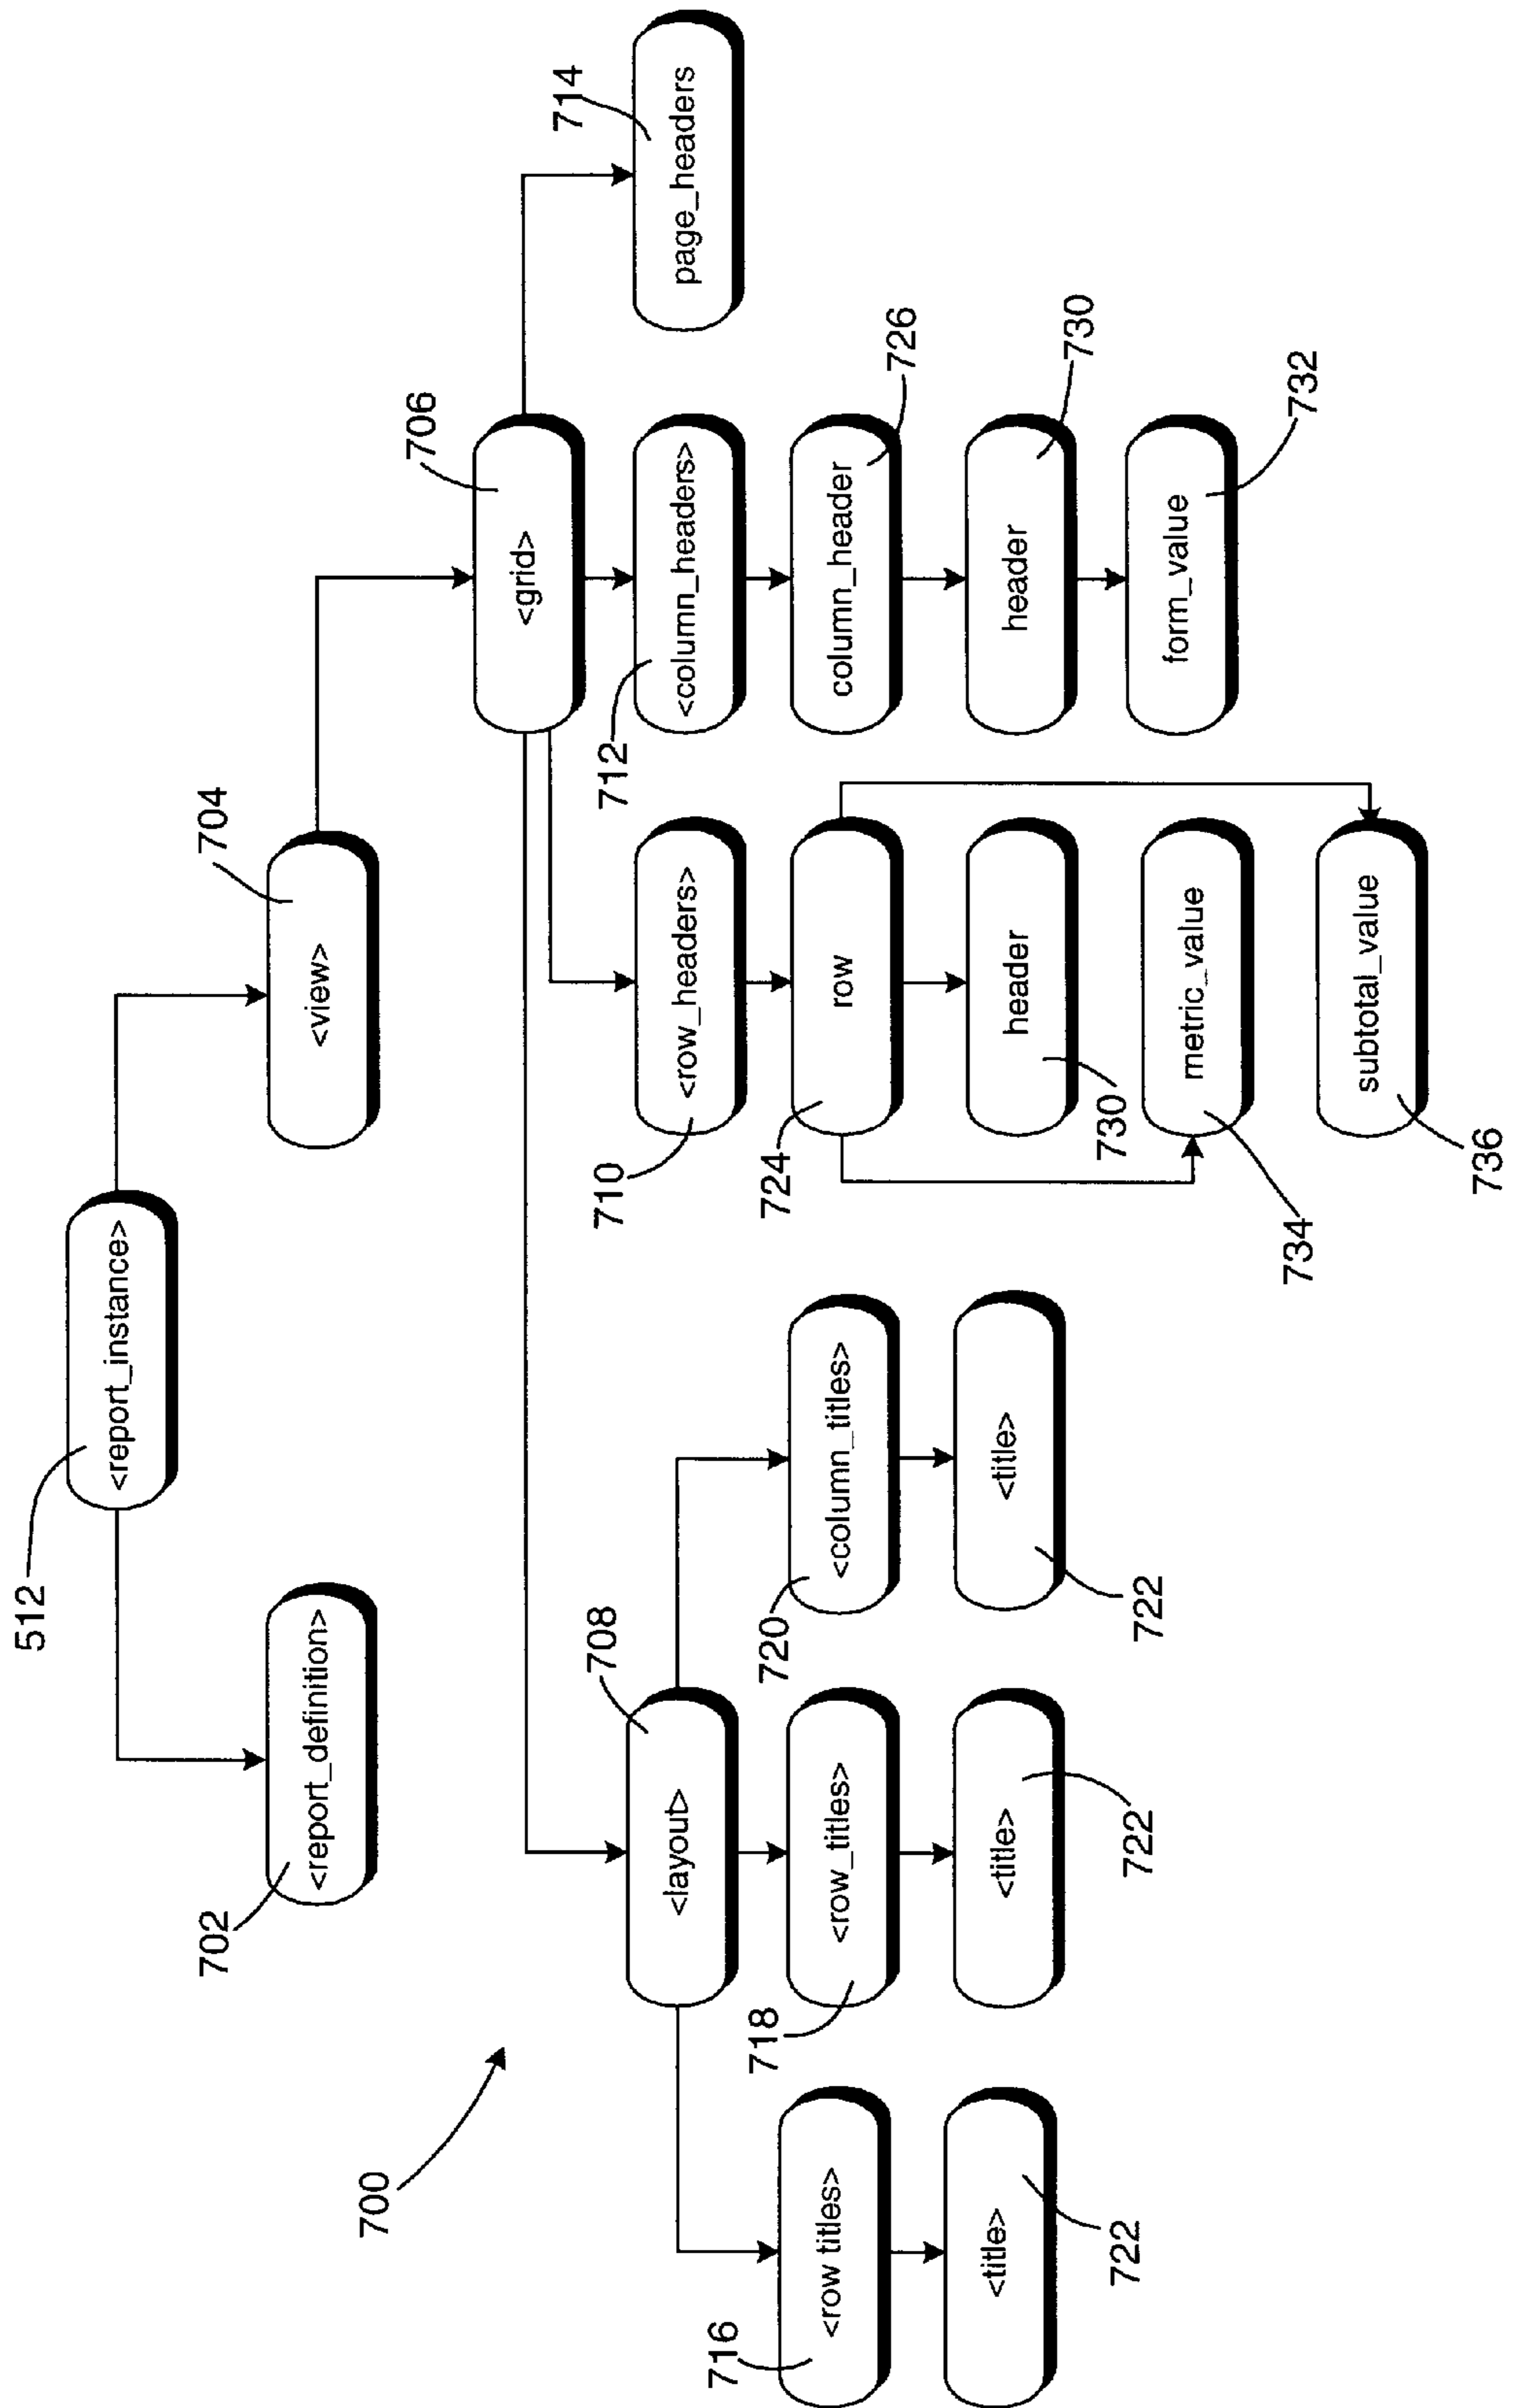 512
<report_instance>
702
<report_definition>
704
<view>
706
<grid>
700
708
<layout>
710
<row_headers>
712
<column_headers>
714
page_headers
716
<row titles>
718
<row_titles>
720
<column_titles>
724
row
726
column_header
722
<title>
722
<title>
722
<title>
730
header
730
header
734
metric_value
732
form_value
736
subtotal_value